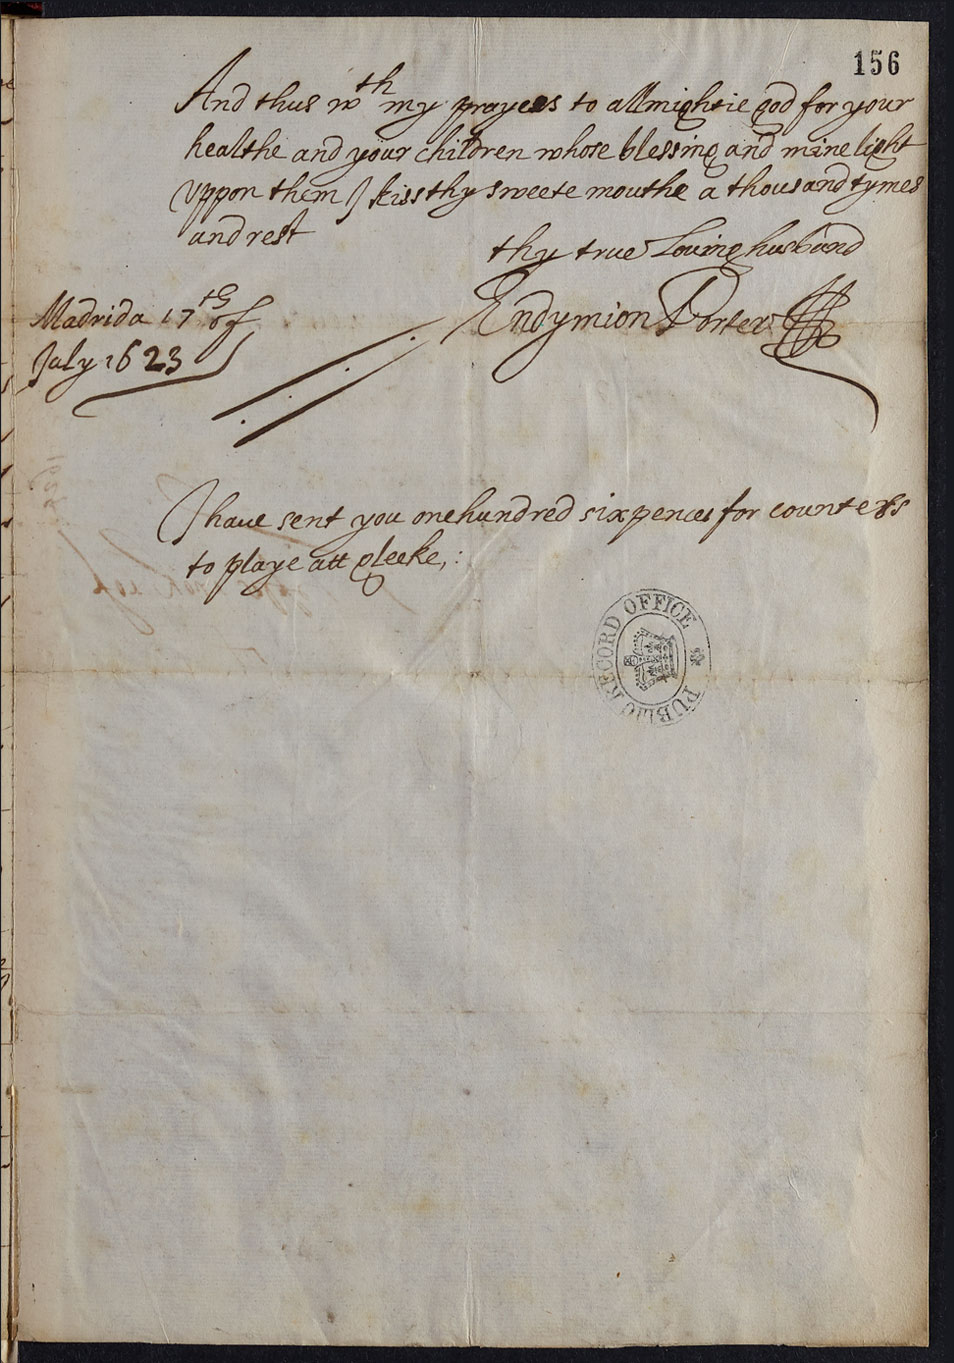 156
And thus wth my prayers to allmightie god for your
healthe and your children whose blessing and mine light
vppon them I kiss thy sweete mouthe a thousand tymes
and rest
thy true Loving husband
Endymion Porter
Madrid a 17th of
July 1623
I haue sent you one hundred sixpences for counters
to playe att gleeke,:
PUBLIC RECORD OFFICE